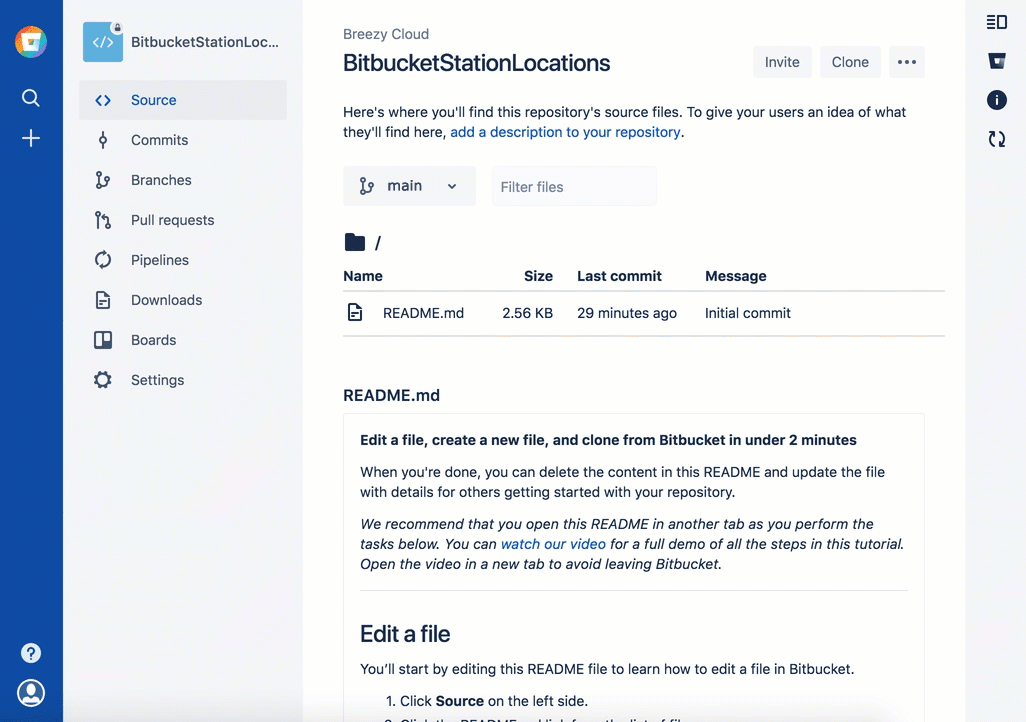 BitbucketStationLoc...
Source
Commits
Branches
Pull requests
Pipelines
Downloads
Boards
Settings
Breezy Cloud
BitbucketStationLocations
Invite
Clone
Here's where you'll find this repository's source files. To give your users an idea of what
they'll find here, add a description to your repository.
main
Filter files
/
Name Size Last commit Message
README.md 2.56 KB 29 minutes ago Initial commit
README.md
Edit a file, create a new file, and clone from Bitbucket in under 2 minutes
When you're done, you can delete the content in this README and update the file
with details for others getting started with your repository.
We recommend that you open this README in another tab as you perform the
tasks below. You can watch our video for a full demo of all the steps in this tutorial.
Open the video in a new tab to avoid leaving Bitbucket.
Edit a file
You’ll start by editing this README file to learn how to edit a file in Bitbucket.
1. Click Source on the left side.